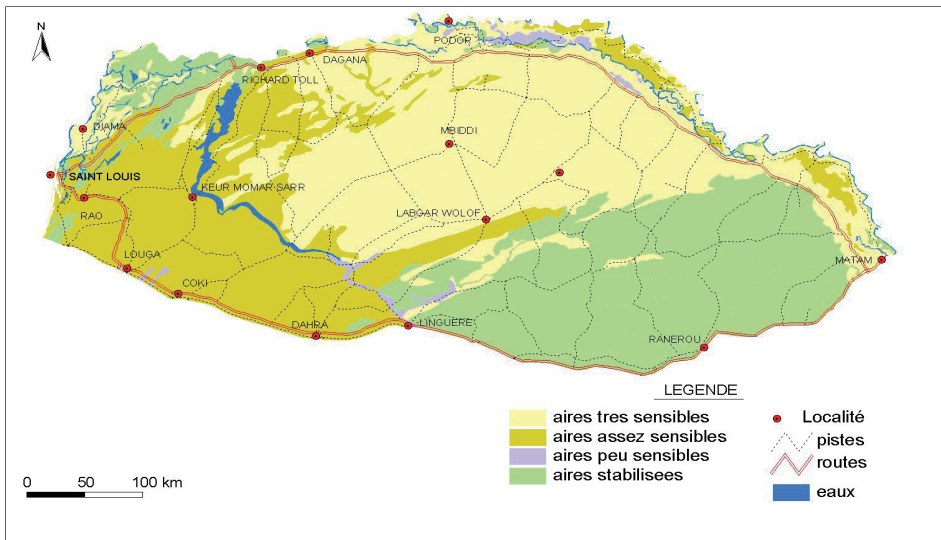 N
PODOR
DAGANA
RICHARD TOLL
DIAMA
MBIDDI
SAINT LOUIS
KEUR MOMAR SARR
RAO
LABGAR WOLOF
LOUGA
MATAM
COKI
DAHRA
LINGUERE
RANEROU
LEGENDE
aires tres sensibles
aires assez sensibles
aires peu sensibles
aires stabilisees
Localité
pistes
routes
eaux
0 50 100 km